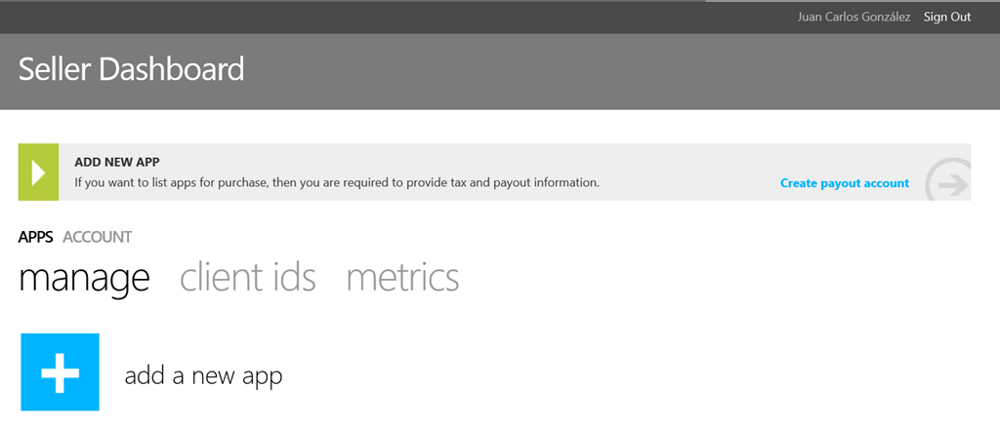 Juan Carlos González Sign Out
Seller Dashboard
ADD NEW APP
If you want to list apps for purchase, then you are required to provide tax and payout information.
Create payout account
APPS ACCOUNT
manage client ids metrics
add a new app